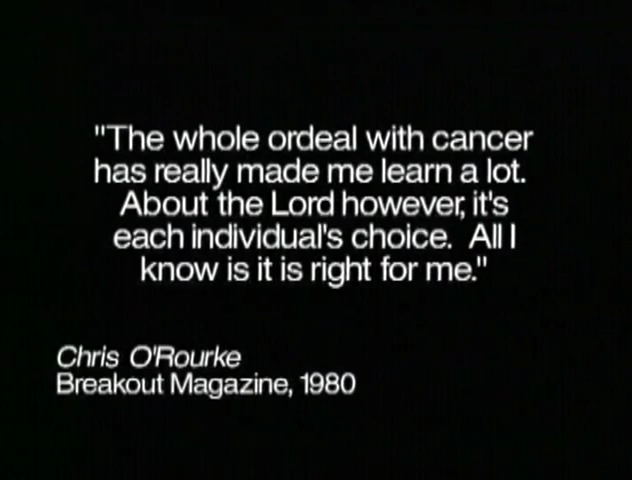 "The whole ordeal with cancer
has really made me learn a lot.
About the Lord however, it's
each individual's choice.  All I
know is it is right for me."
Chris O'Rourke
Breakout Magazine, 1980